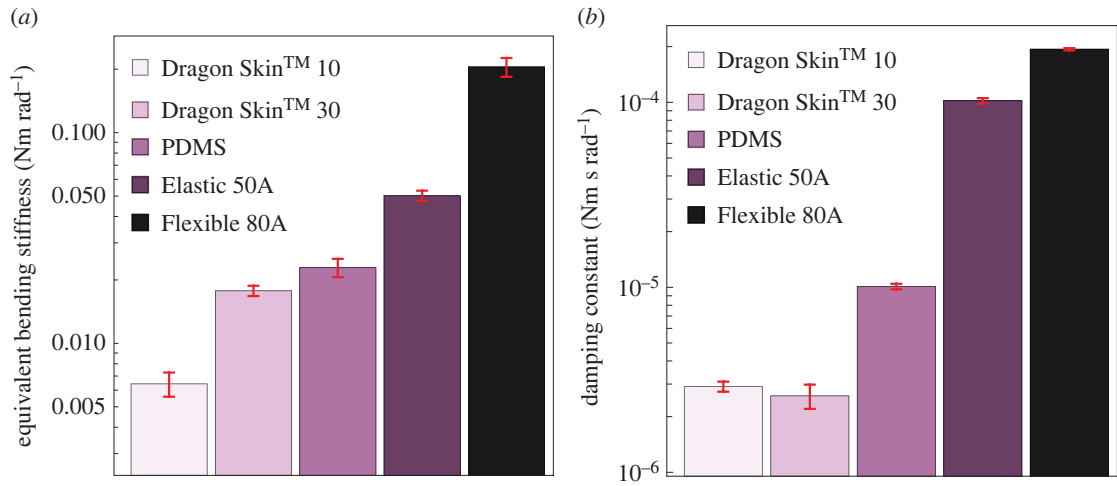 (a)
equivalent bending stiffness (Nm rad⁻¹)
0.100
0.050
0.010
0.005
Dragon Skin™ 10
Dragon Skin™ 30
PDMS
Elastic 50A
Flexible 80A
(b)
damping constant (Nm s rad⁻¹)
10⁻⁴
10⁻⁵
10⁻⁶
Dragon Skin™ 10
Dragon Skin™ 30
PDMS
Elastic 50A
Flexible 80A